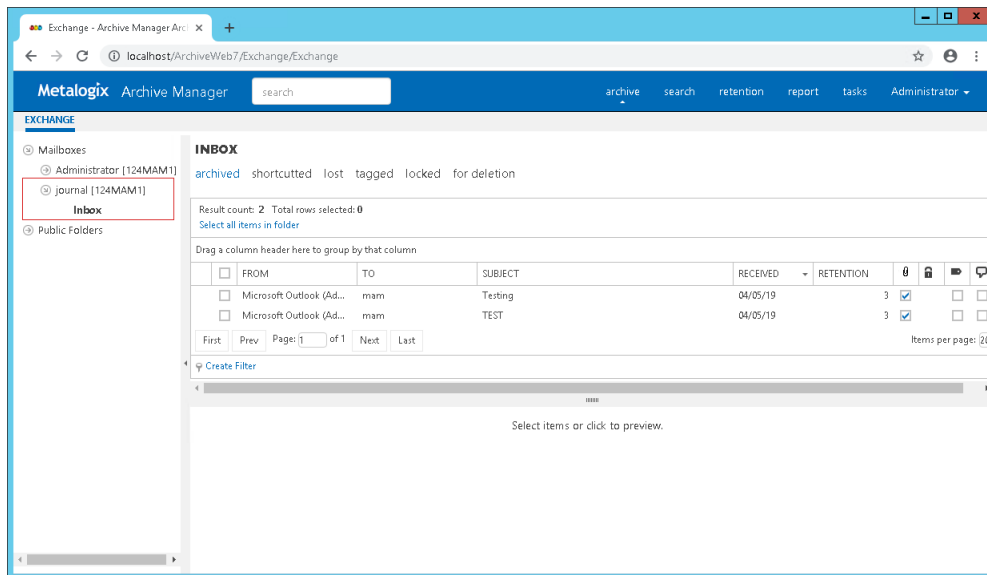 Exchange - Archive Manager Arc
localhost/ArchiveWeb7/Exchange/Exchange
Metalogix Archive Manager search archive search retention report tasks Administrator
EXCHANGE
Mailboxes
Administrator [124MAM1]
journal [124MAM1]
Inbox
Public Folders
INBOX
archived shortcutted lost tagged locked for deletion
Result count: 2 Total rows selected: 0
Select all items in folder
Drag a column header here to group by that column
FROM TO SUBJECT RECEIVED RETENTION
Microsoft Outlook (Ad... mam Testing 04/05/19 3
Microsoft Outlook (Ad... mam TEST 04/05/19 3
First Prev Page: 1 of 1 Next Last Items per page: 20
Create Filter
Select items or click to preview.